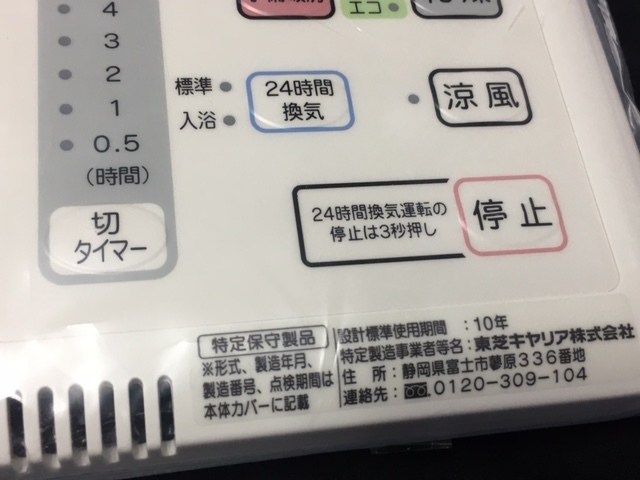 4
エコ
3
2
1
0.5
(時間)
切
タイマー
標準
入浴
24時間
換気
涼風
24時間換気運転の
停止は3秒押し
停止
特定保守製品
※形式、製造年月、
製造番号、点検期間は
本体カバーに記載
設計標準使用期間 :10年
特定製造事業者等名:東芝キヤリア株式会社
住 所:静岡県富士市蓼原336番地
連絡先:0120-309-104